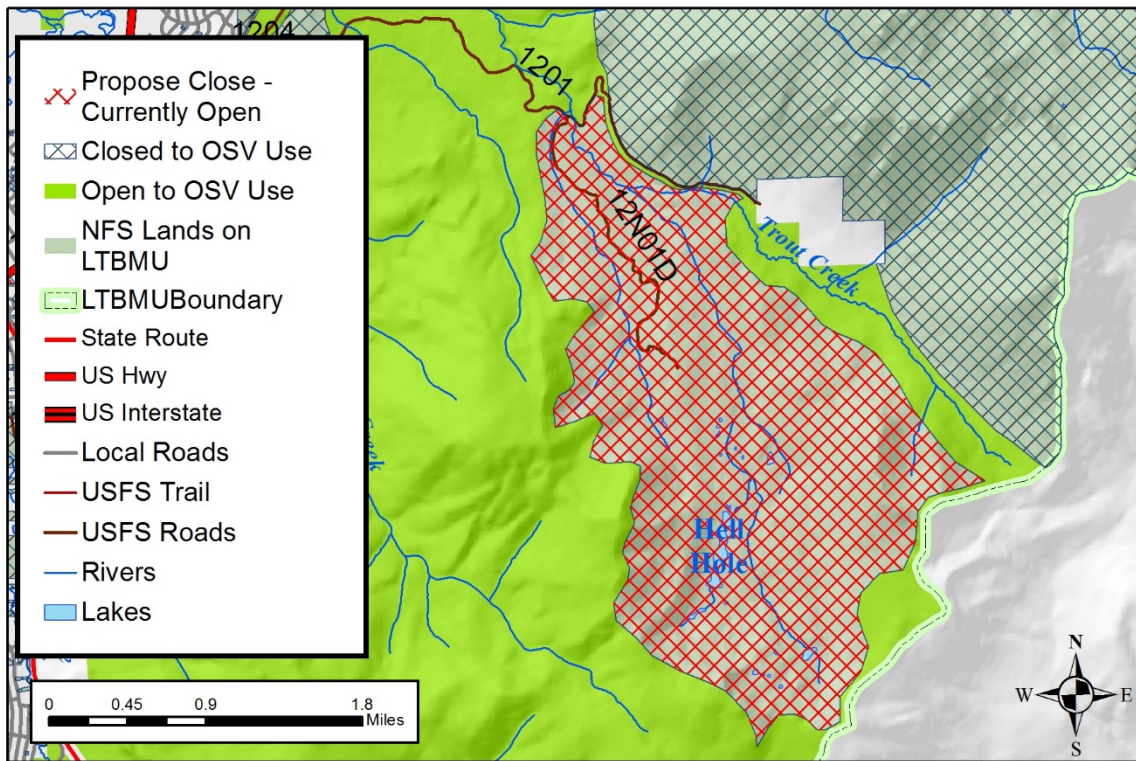 1204
Propose Close -
Currently Open
Closed to OSV Use
Open to OSV Use
NFS Lands on
LTBMU
LTBMUBoundary
State Route
US Hwy
US Interstate
Local Roads
USFS Trail
USFS Roads
Rivers
Lakes
0 0.45 0.9 1.8
Miles
1201
12N01D
Trout Creek
Creek
Hell
Hole
N
W E
S